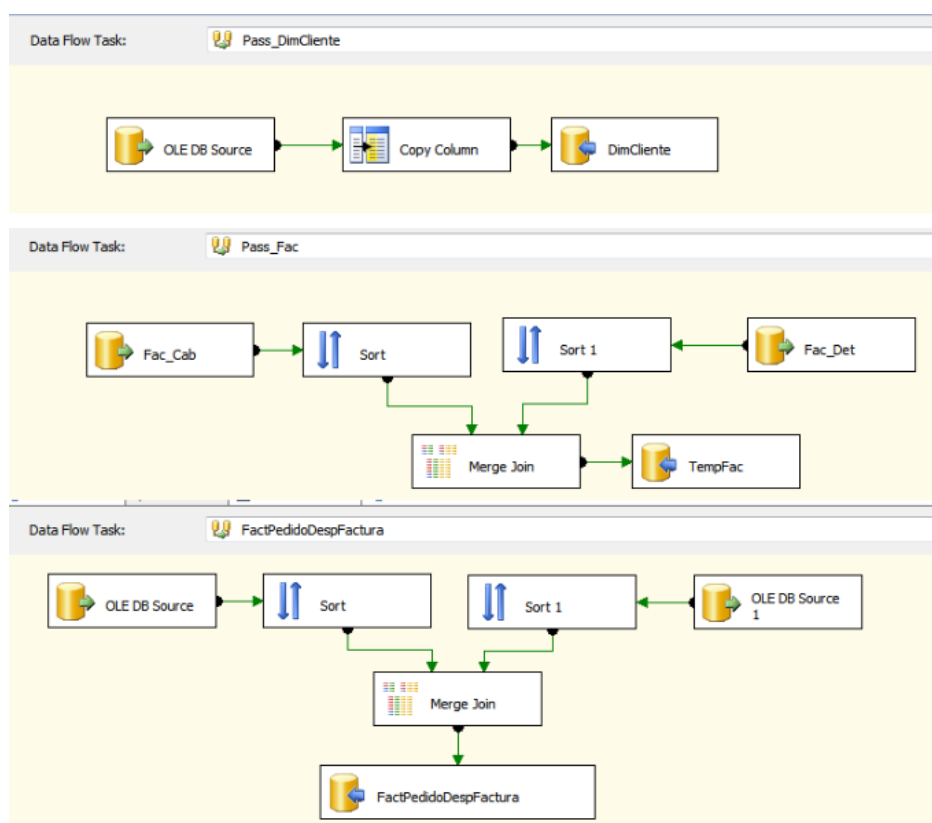 Data Flow Task: Pass_DimCliente
OLE DB Source Copy Column DimCliente
Data Flow Task: Pass_Fac
Fac_Cab Sort Sort 1 Fac_Det
Merge Join TempFac
Data Flow Task: FactPedidoDespFactura
OLE DB Source Sort Sort 1 OLE DB Source
1
Merge Join
FactPedidoDespFactura